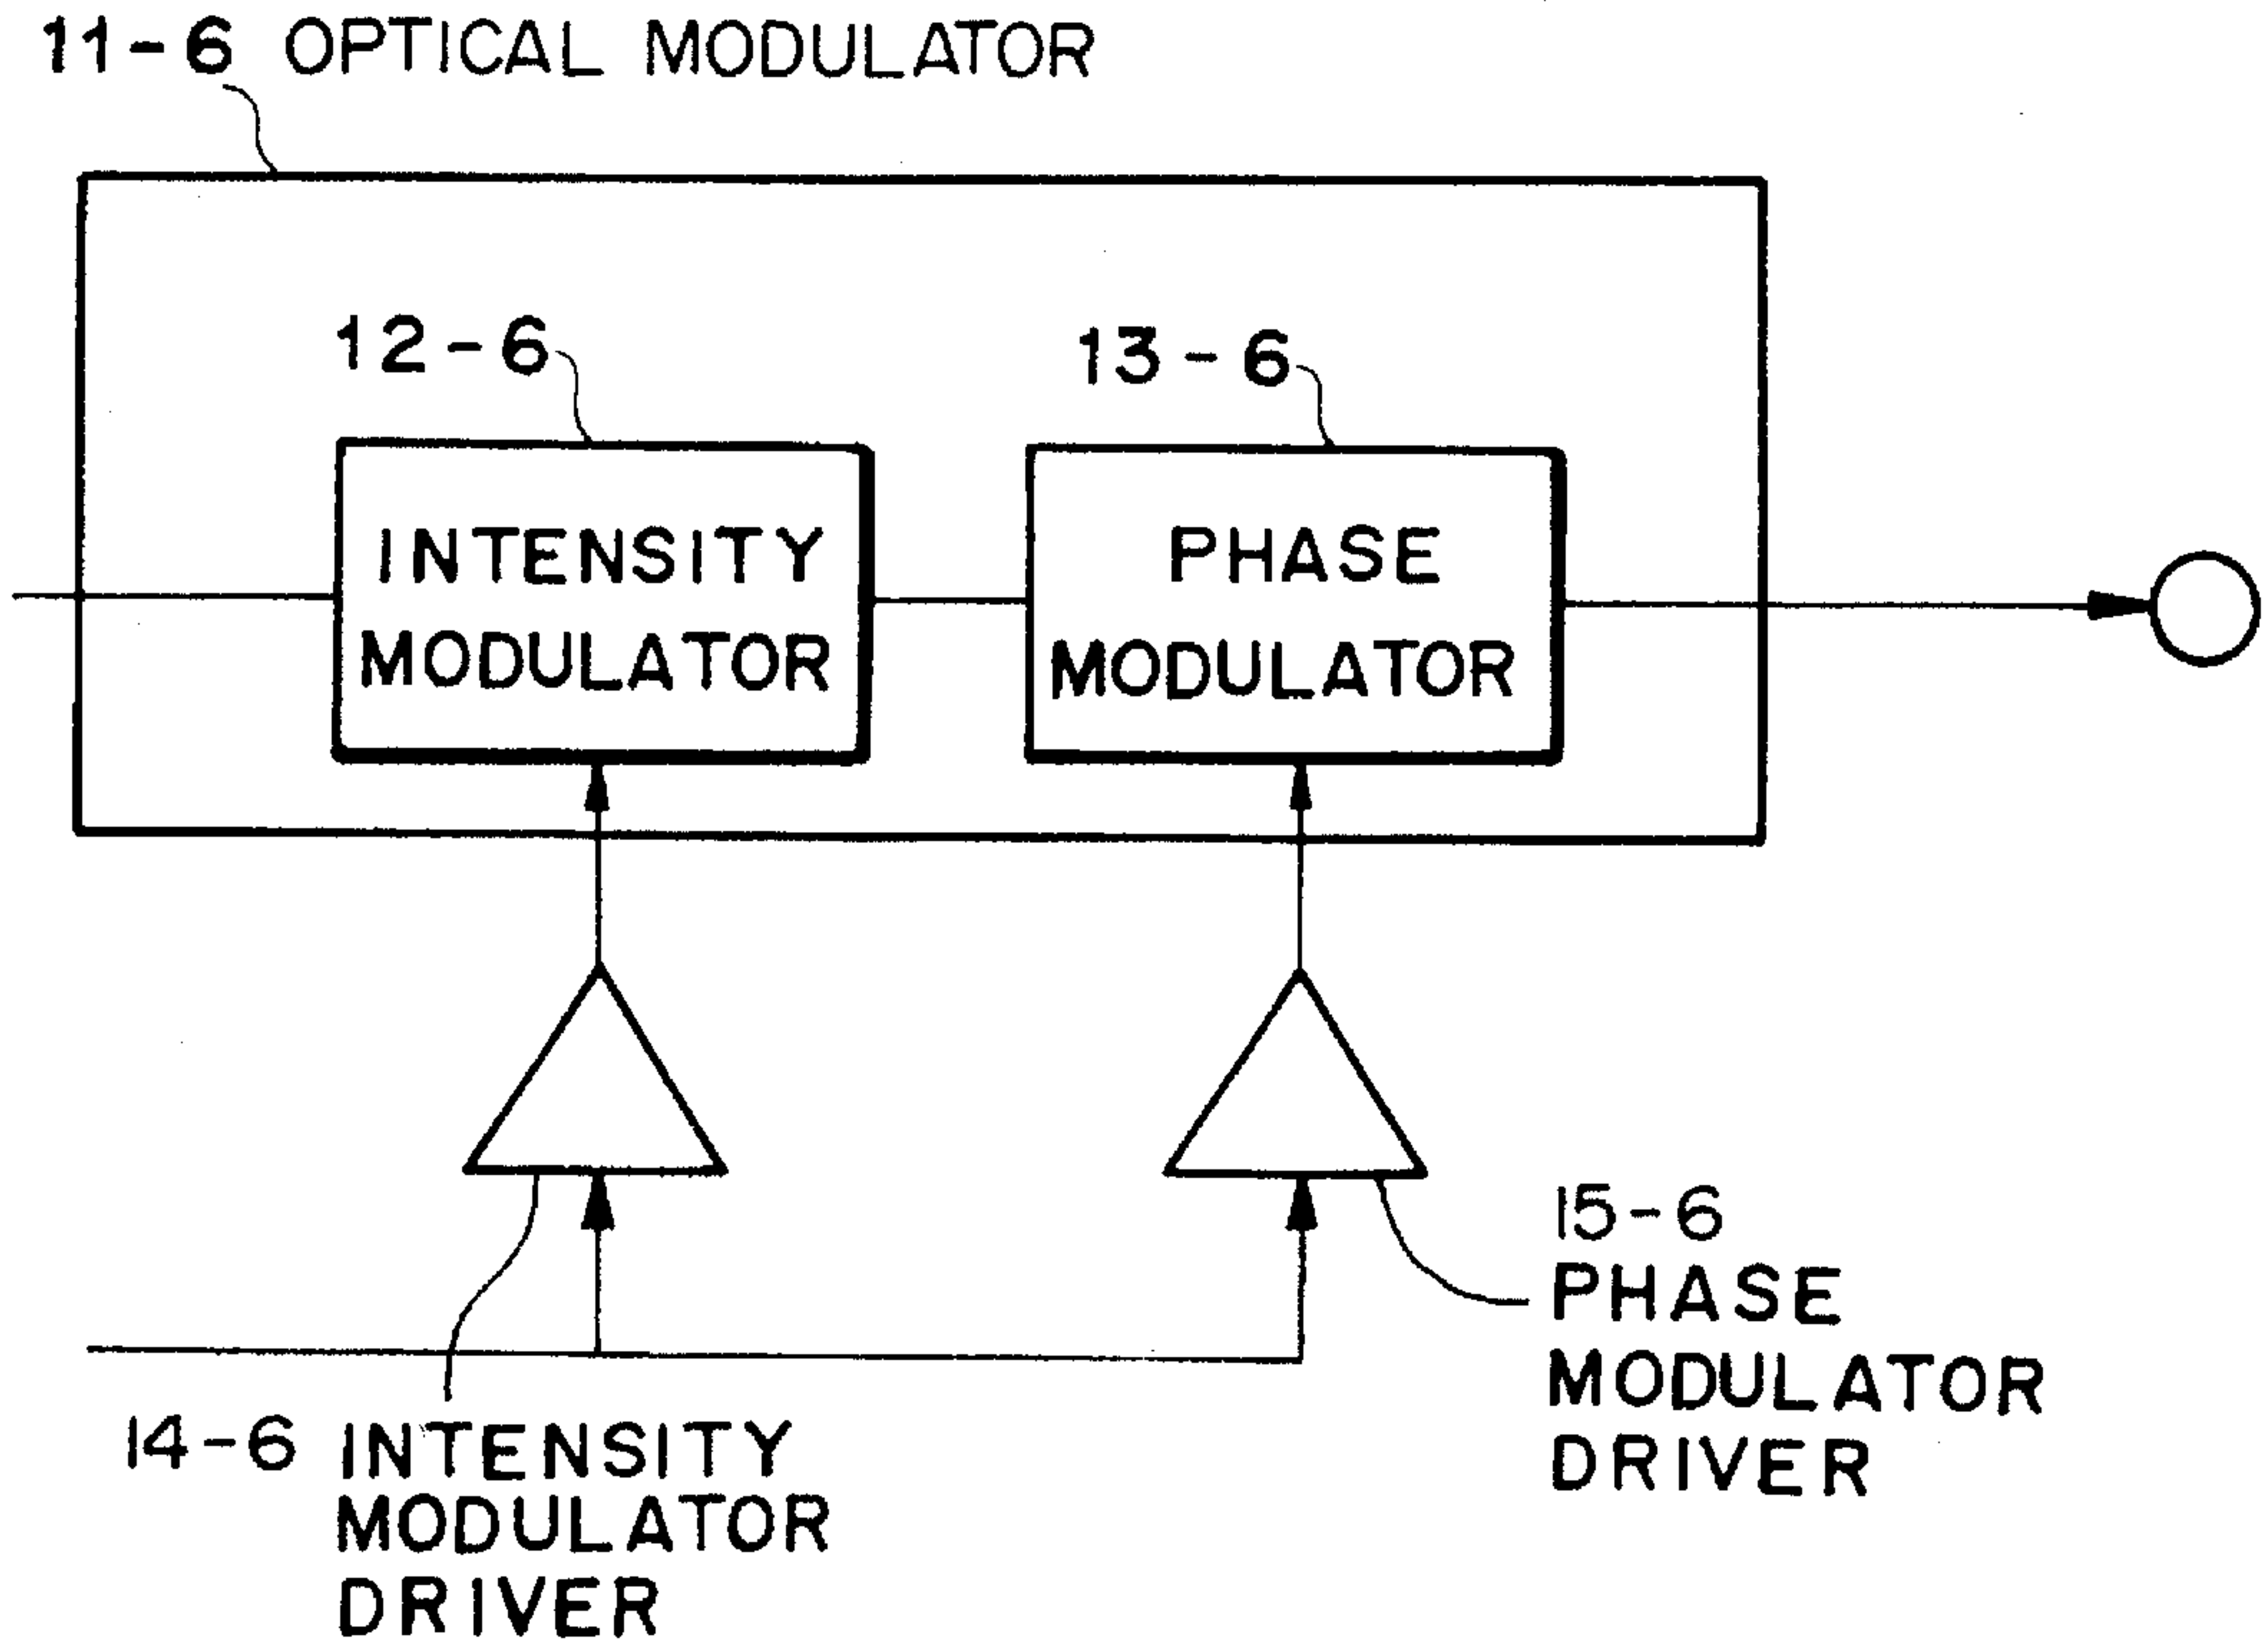 11-6 OPTICAL MODULATOR
12-6
13-6
INTENSITY
MODULATOR
PHASE
MODULATOR
15-6
PHASE
MODULATOR
DRIVER
14-6 INTENSITY
MODULATOR
DRIVER